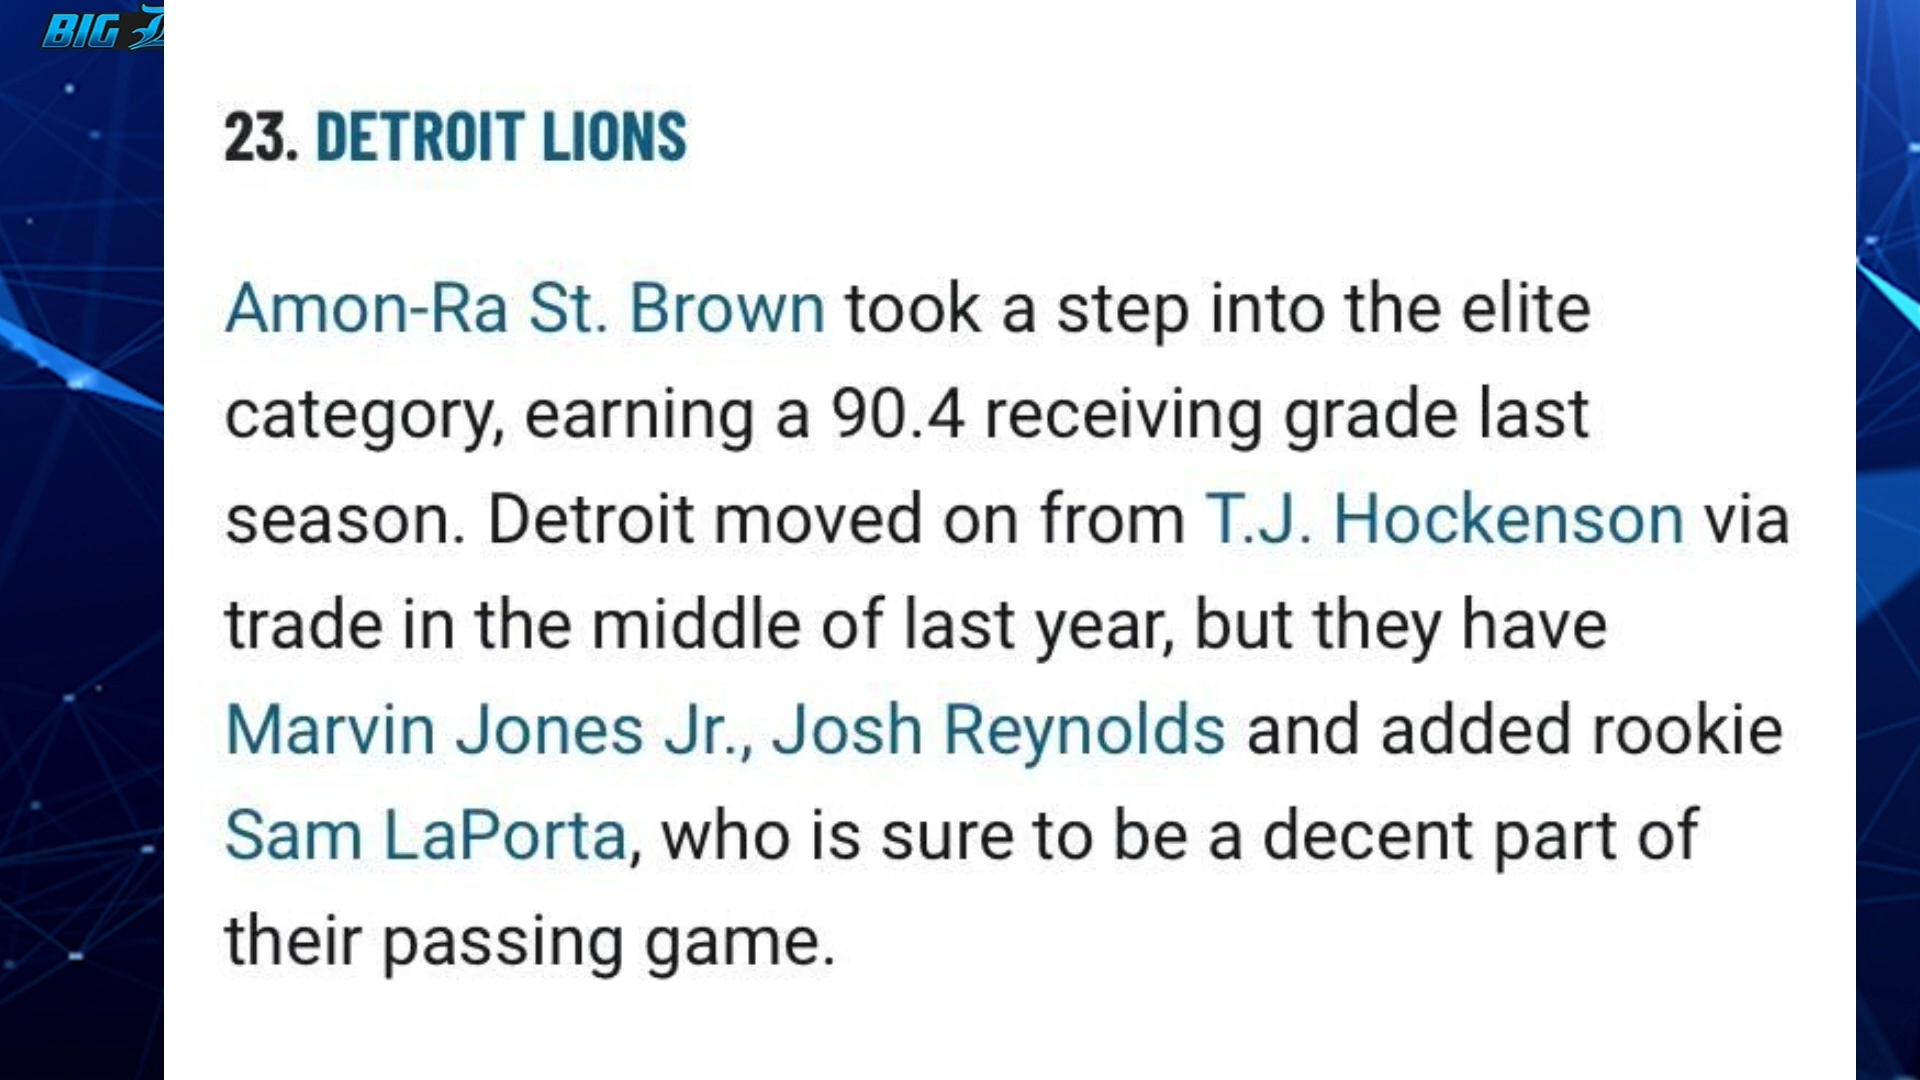 BIG
23. DETROIT LIONS
Amon-Ra St. Brown took a step into the elite
category, earning a 90.4 receiving grade last
season. Detroit moved on from T.J. Hockenson via
trade in the middle of last year, but they have
Marvin Jones Jr., Josh Reynolds and added rookie
Sam LaPorta, who is sure to be a decent part of
their passing game.